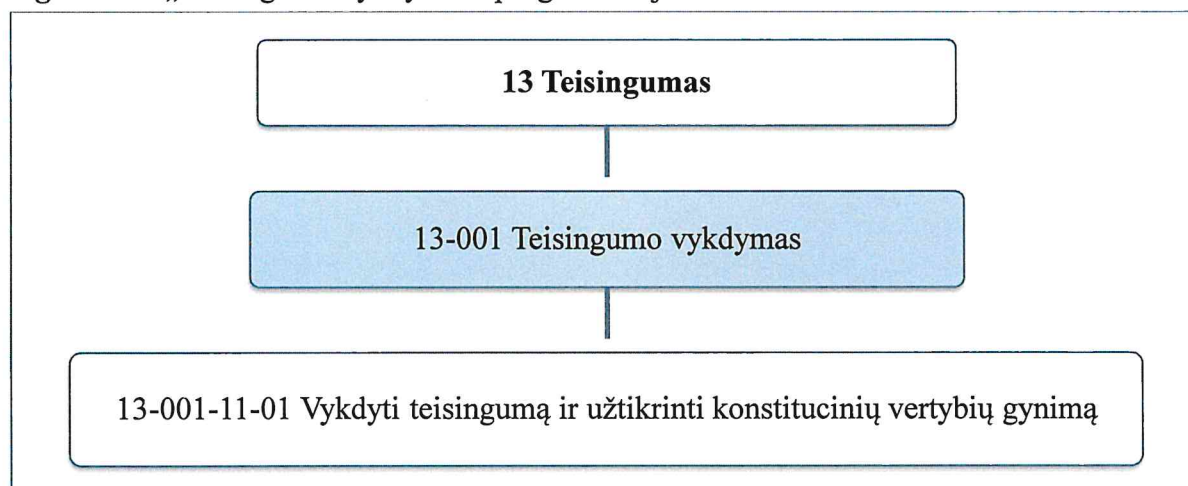 13 Teisingumas
13-001 Teisingumo vykdymas
13-001-11-01 Vykdyti teisingumą ir užtikrinti konstitucinių vertybių gynimą